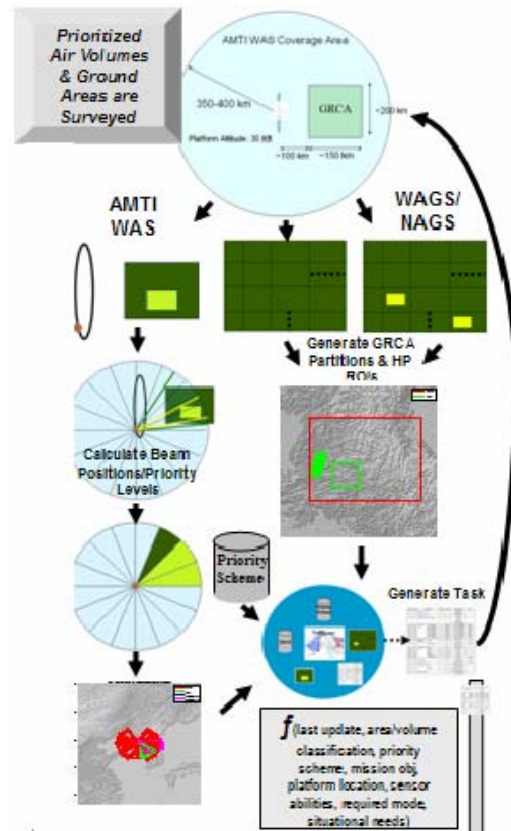 Prioritized
Air Volumes
& Ground
Areas are
Surveyed
AMTI WAS Coverage Area
350-400 km
GRCA
~200 km
Platform Altitude: 35 kft
~100 km
~150 km
AMTI
WAS
WAGS/
NAGS
Generate GRCA
Partitions & HP
ROIs
Calculate Beam
Positions/Priority
Levels
Priority
Scheme
Generate Task
f(last update, area/volume
classification, priority
scheme, mission obj,
platform location, sensor
abilities, required mode,
situational needs)